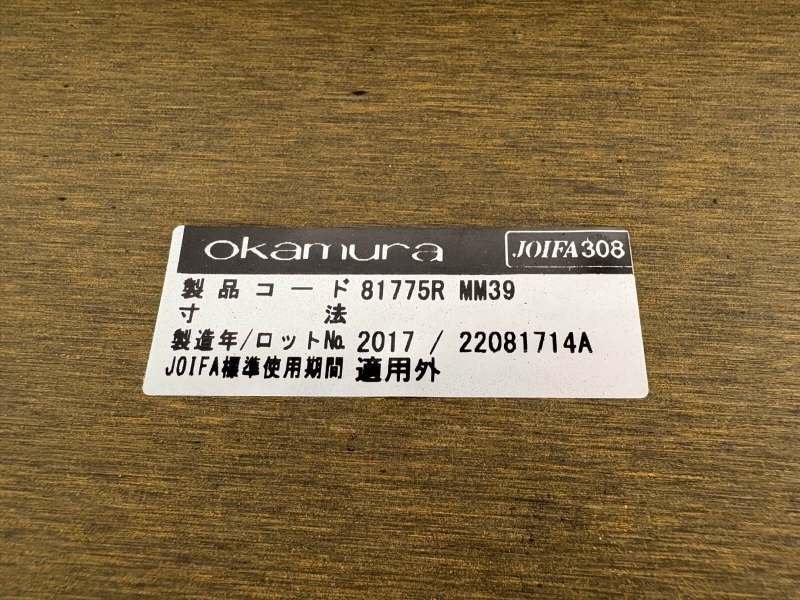 okamura JOIFA308
製品コード 81775R MM39
寸法
製造年/ロットNo. 2017 / 22081714A
JOIFA標準使用期間 適用外